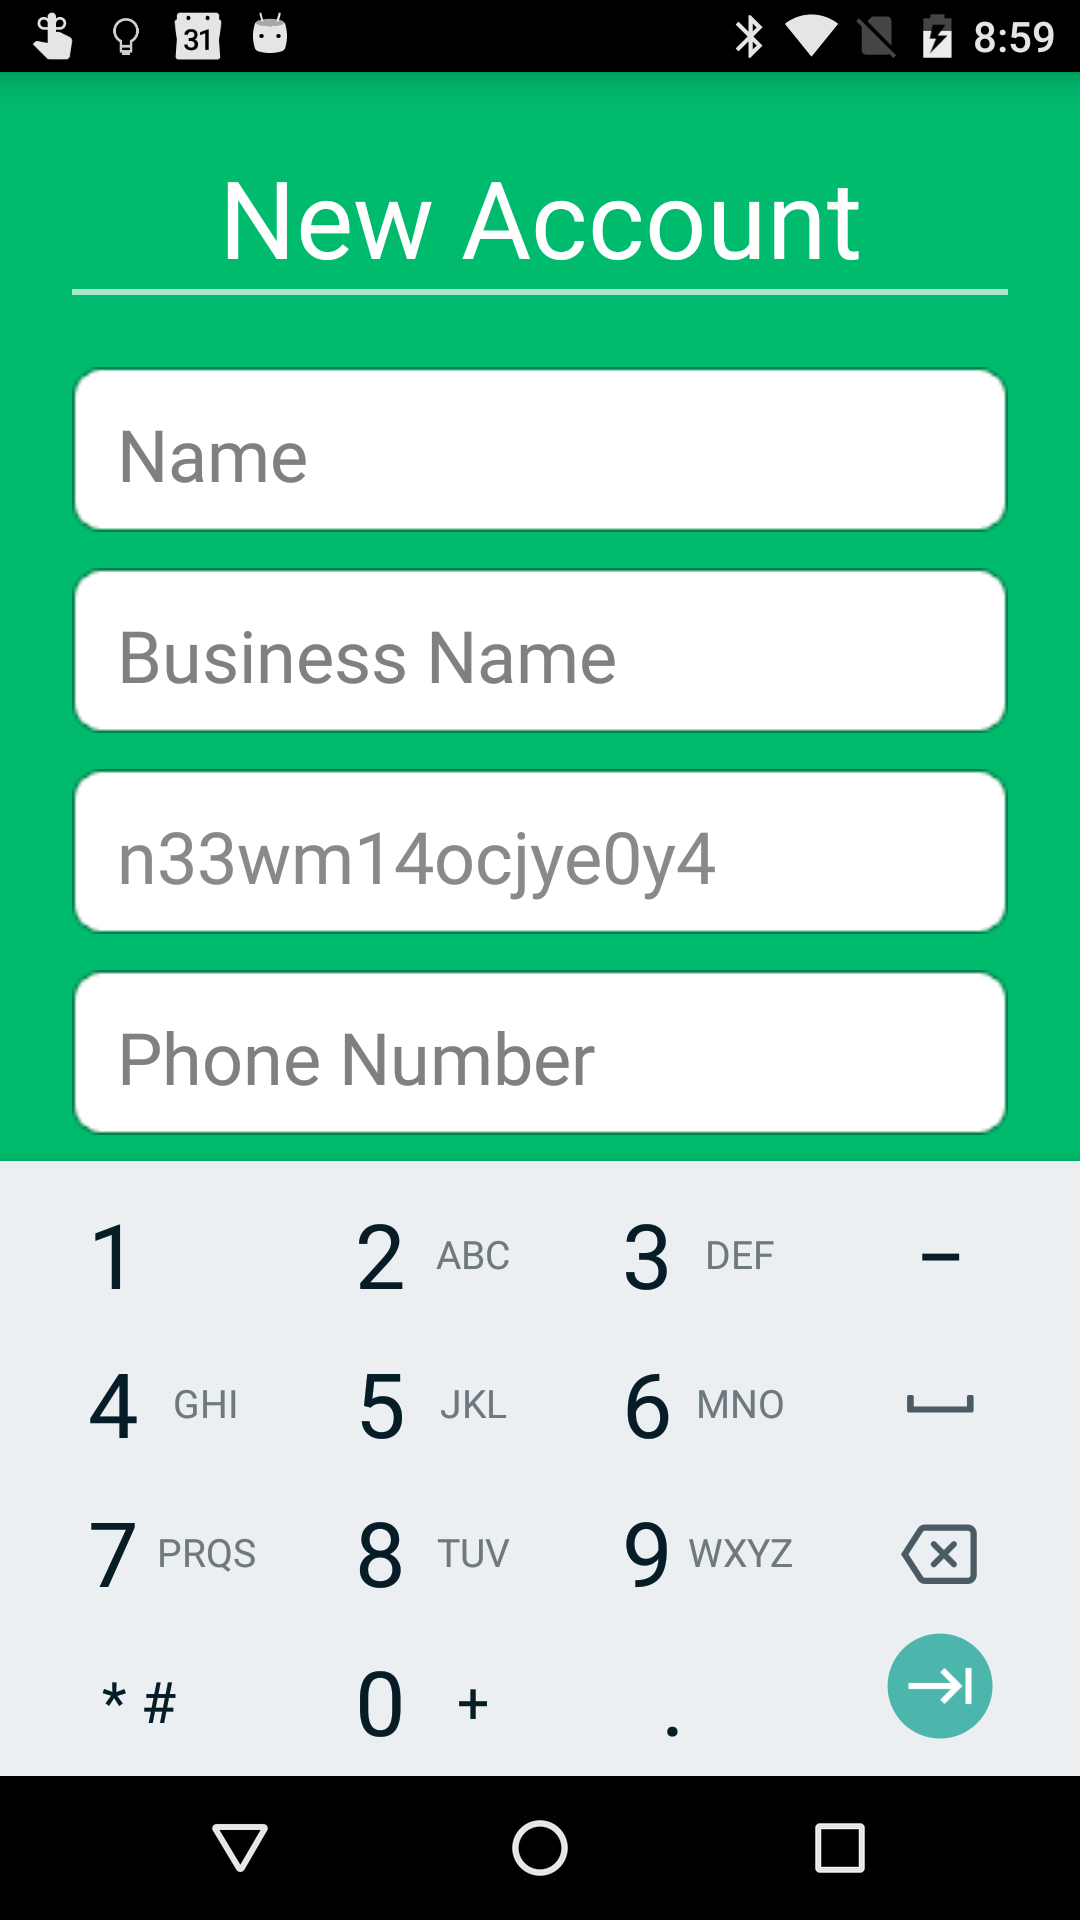 31 8:59
New Account
Name
Business Name
n33wm14ocjye0y4
Phone Number
1 2 ABC 3 DEF –
4 GHI 5 JKL 6 MNO
7 PRQS 8 TUV 9 WXYZ
* # 0 + .